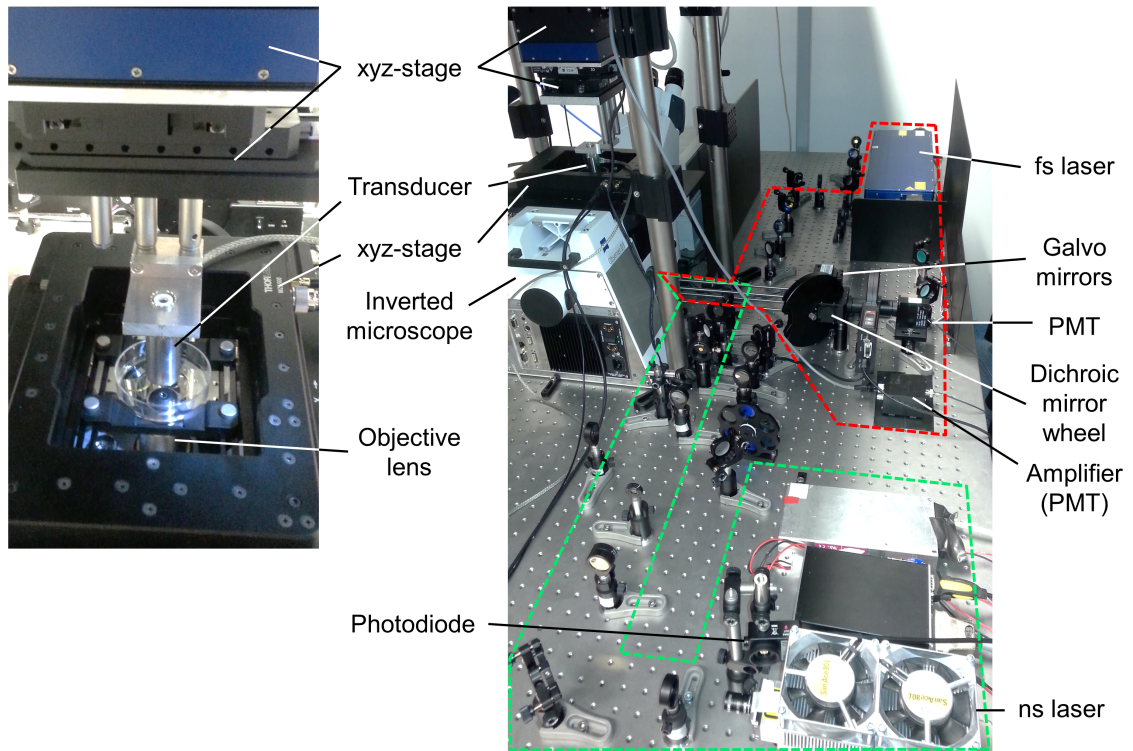 xyz-stage
Transducer
xyz-stage
Inverted
microscope
Objective
lens
Photodiode
fs laser
Galvo
mirrors
PMT
Dichroic
mirror
wheel
Amplifier
(PMT)
ns laser
THOR